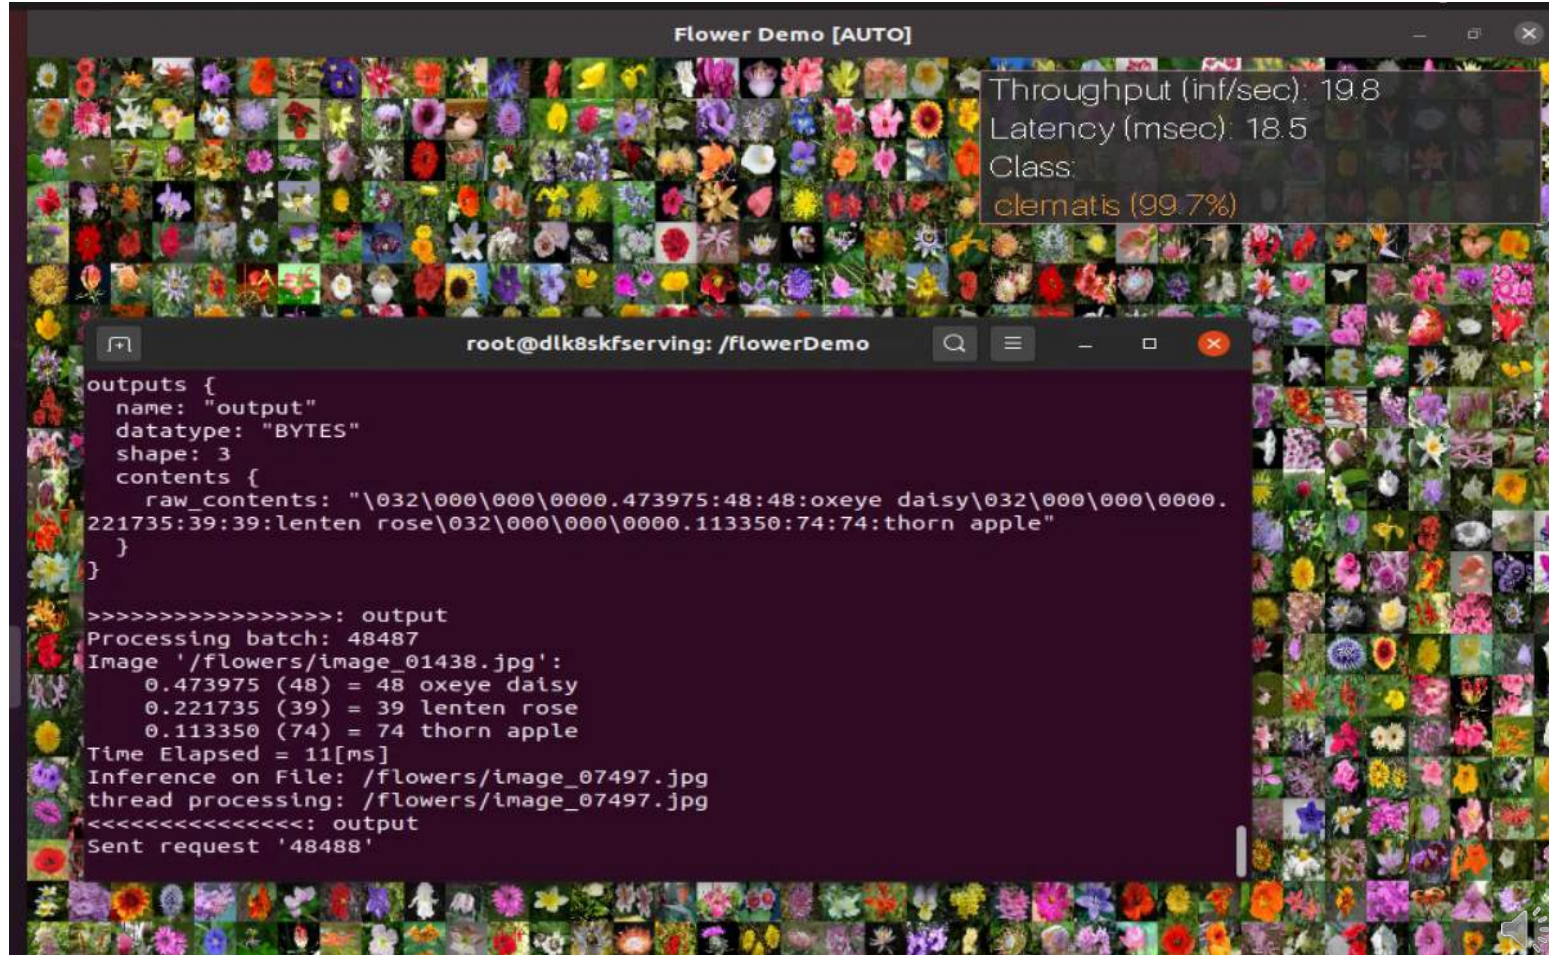 Flower Demo [AUTO]
Throughput (inf/sec): 19.8
Latency (msec): 18.5
Class:
clematis (99.7%)
root@dlk8skfserving: /flowerDemo
outputs {
name: "output"
datatype: "BYTES"
shape: 3
contents {
raw_contents: "\032\000\000\0000.473975:48:48:oxeye daisy\032\000\000\0000.
221735:39:39:lenten rose\032\000\000\0000.113350:74:74:thorn apple"
}
}
>>>>>>>>>>>>>>>>>: output
Processing batch: 48487
Image '/flowers/image_01438.jpg':
0.473975 (48) = 48 oxeye daisy
0.221735 (39) = 39 lenten rose
0.113350 (74) = 74 thorn apple
Time Elapsed = 11[ms]
Inference on File: /flowers/image_07497.jpg
thread processing: /flowers/image_07497.jpg
<<<<<<<<<<<<<<<: output
Sent request '48488'